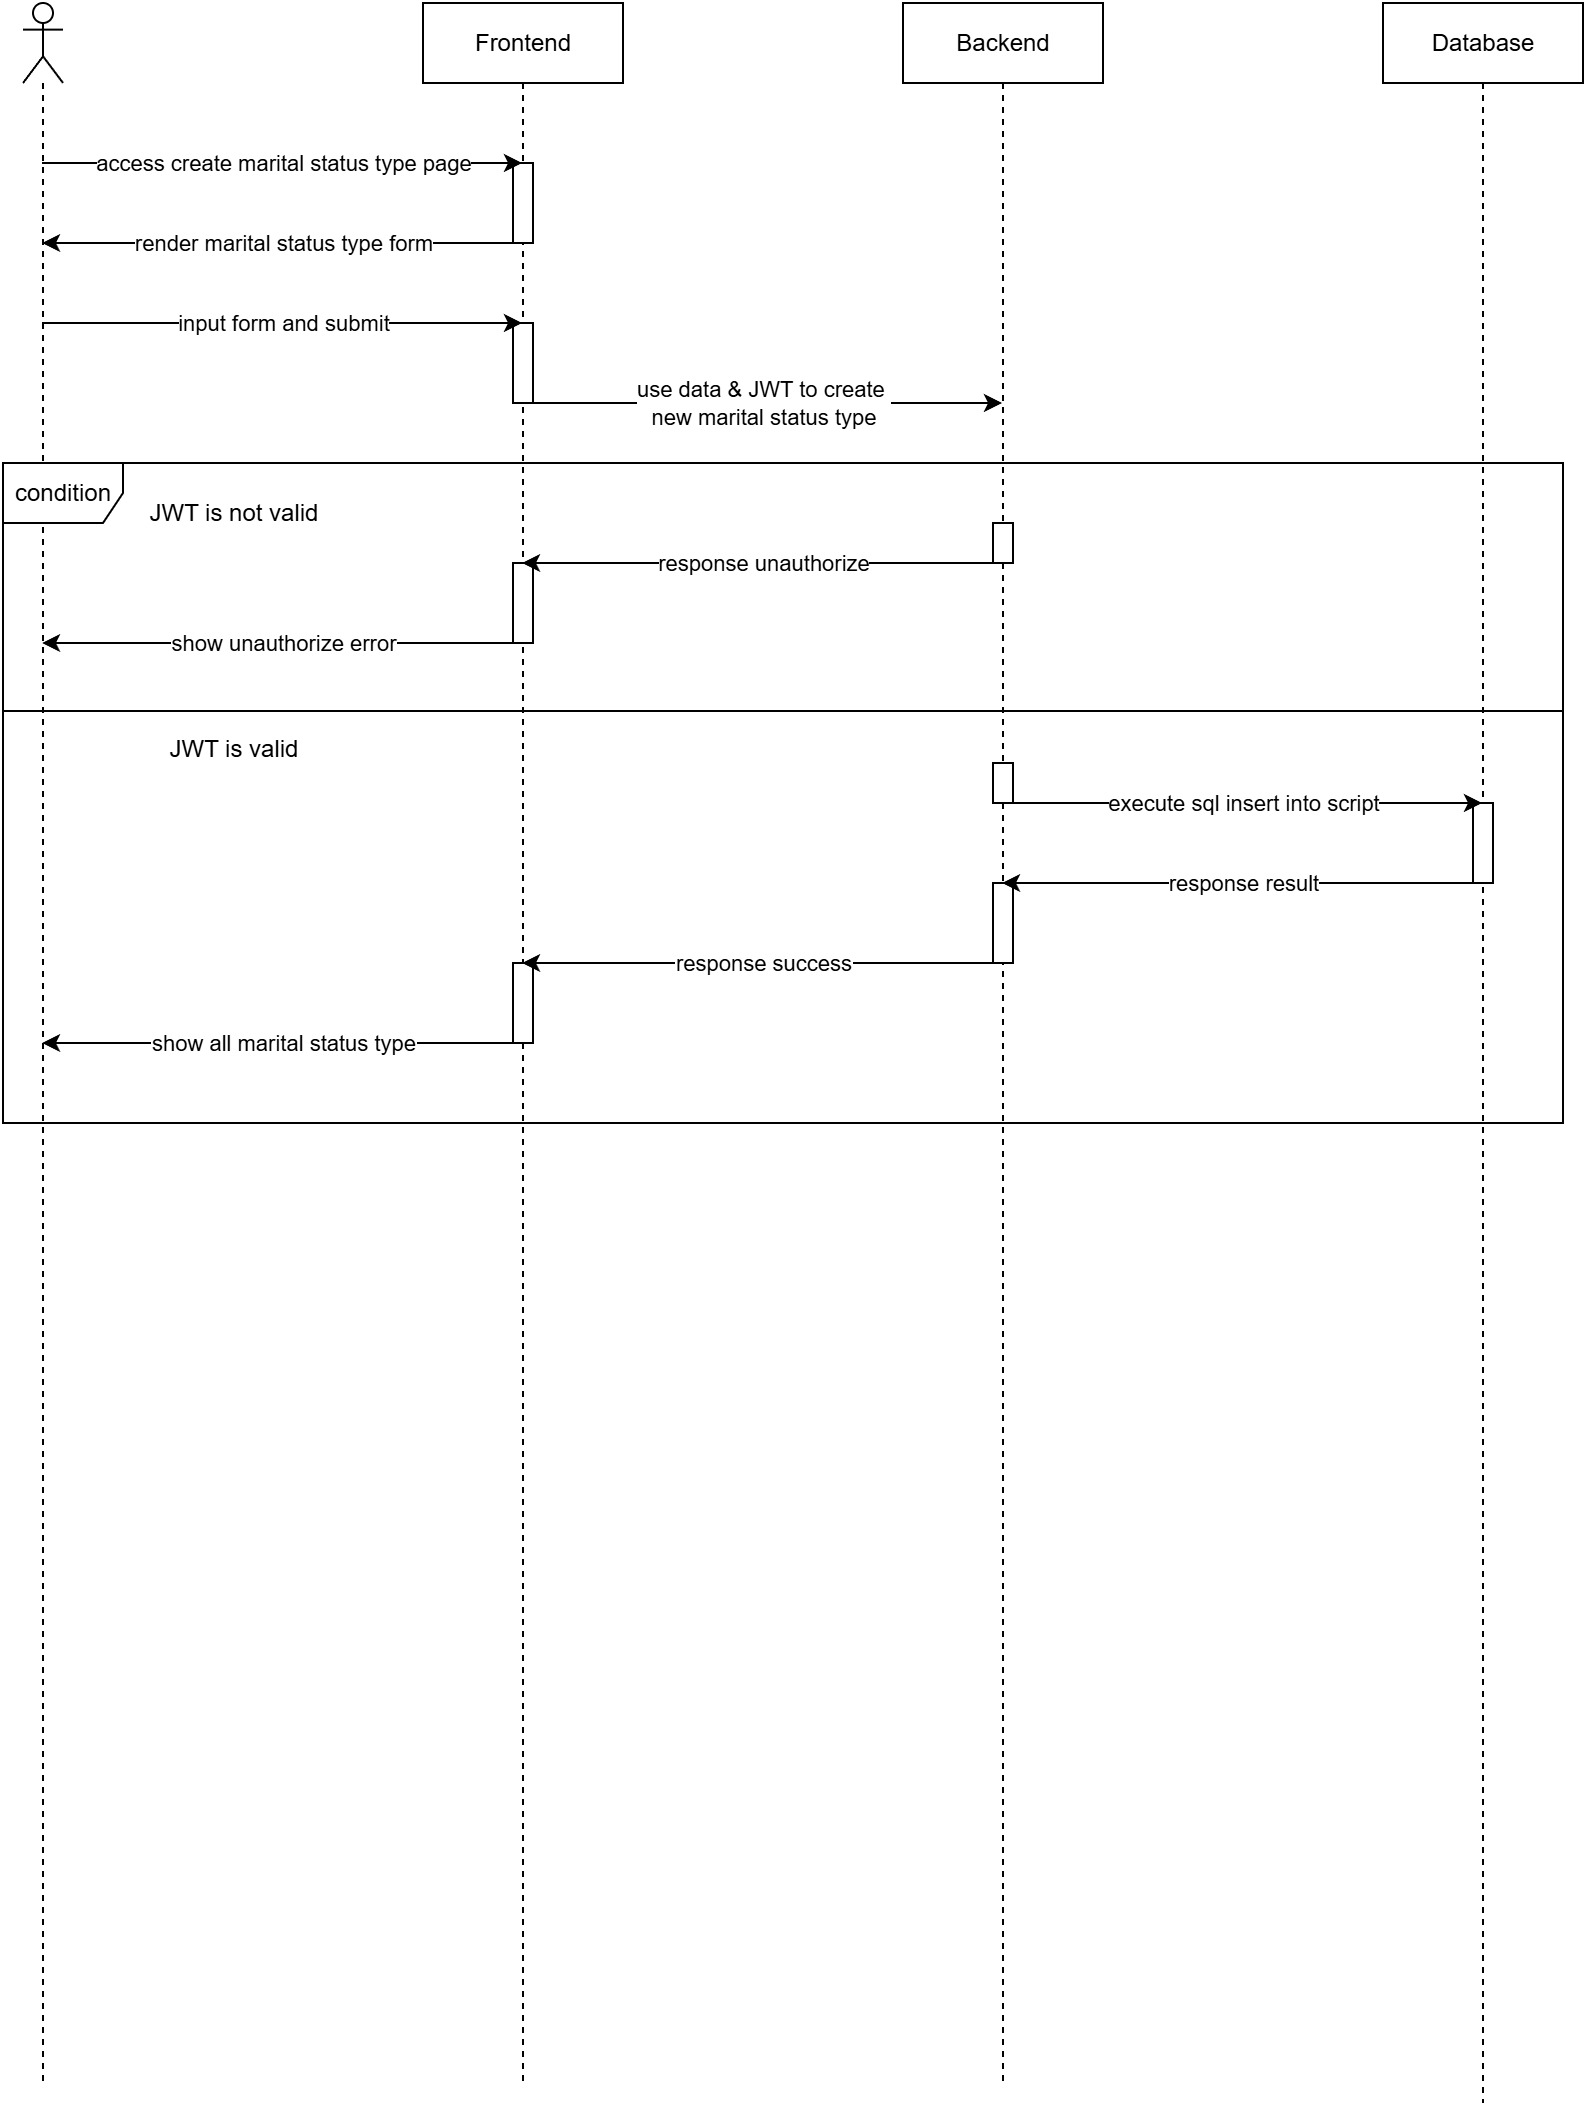 Frontend
Backend
Database
access create marital status type page
render marital status type form
input form and submit
use data & JWT to create
new marital status type
condition
JWT is not valid
response unauthorize
show unauthorize error
JWT is valid
execute sql insert into script
response result
response success
show all marital status type